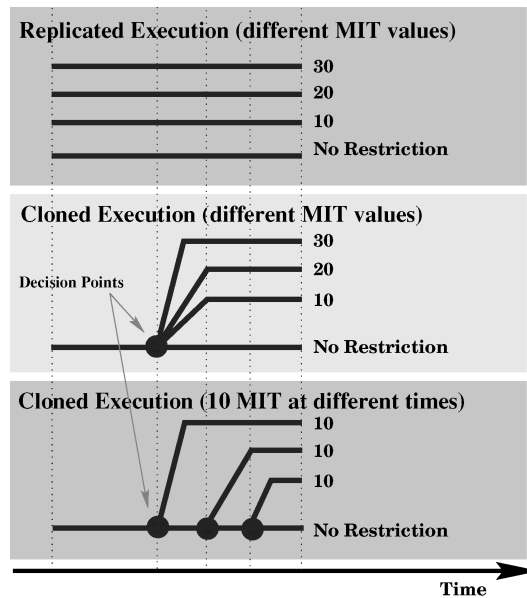 Replicated Execution (different MIT values)
30
20
10
No Restriction
Cloned Execution (different MIT values)
30
20
10
Decision Points
No Restriction
Cloned Execution (10 MIT at different times)
10
10
10
No Restriction
Time